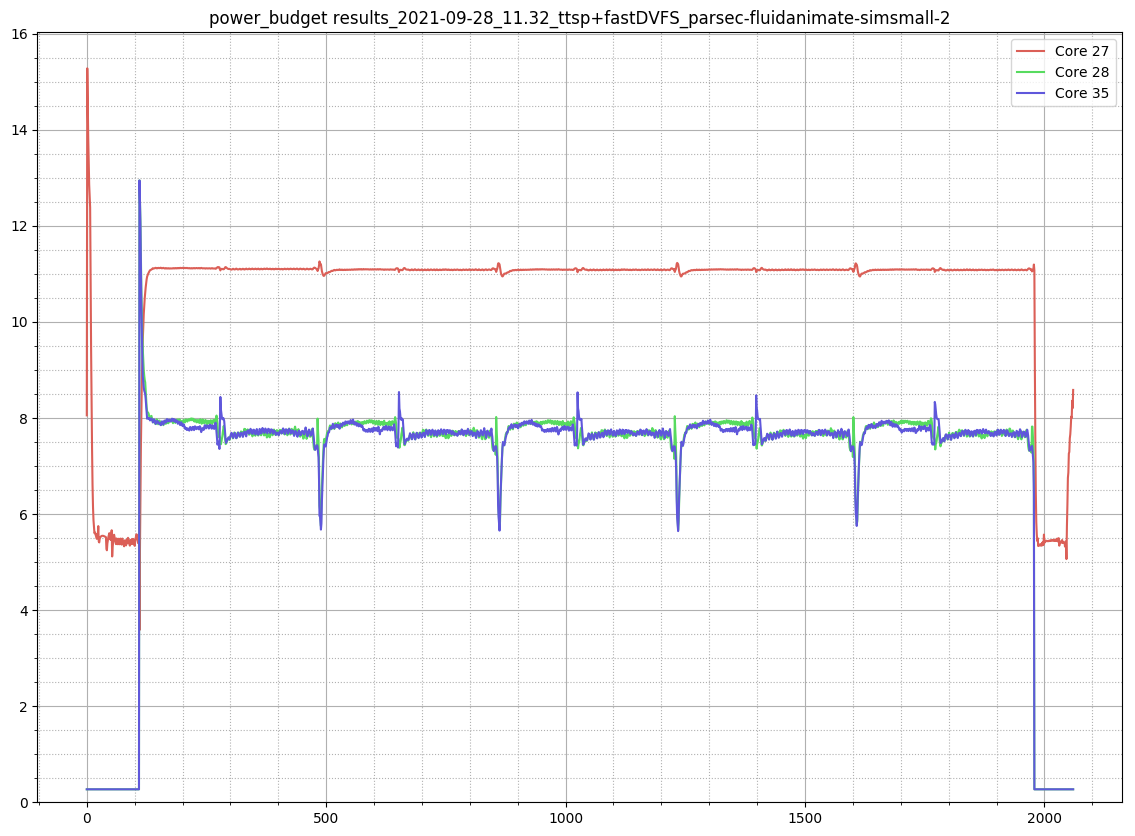 power_budget results_2021-09-28_11.32_ttsp+fastDVFS_parsec-fluidanimate-simsmall-2
Core 27
Core 28
Core 35
16
14
12
10
8
6
4
2
0
0 500 1000 1500 2000